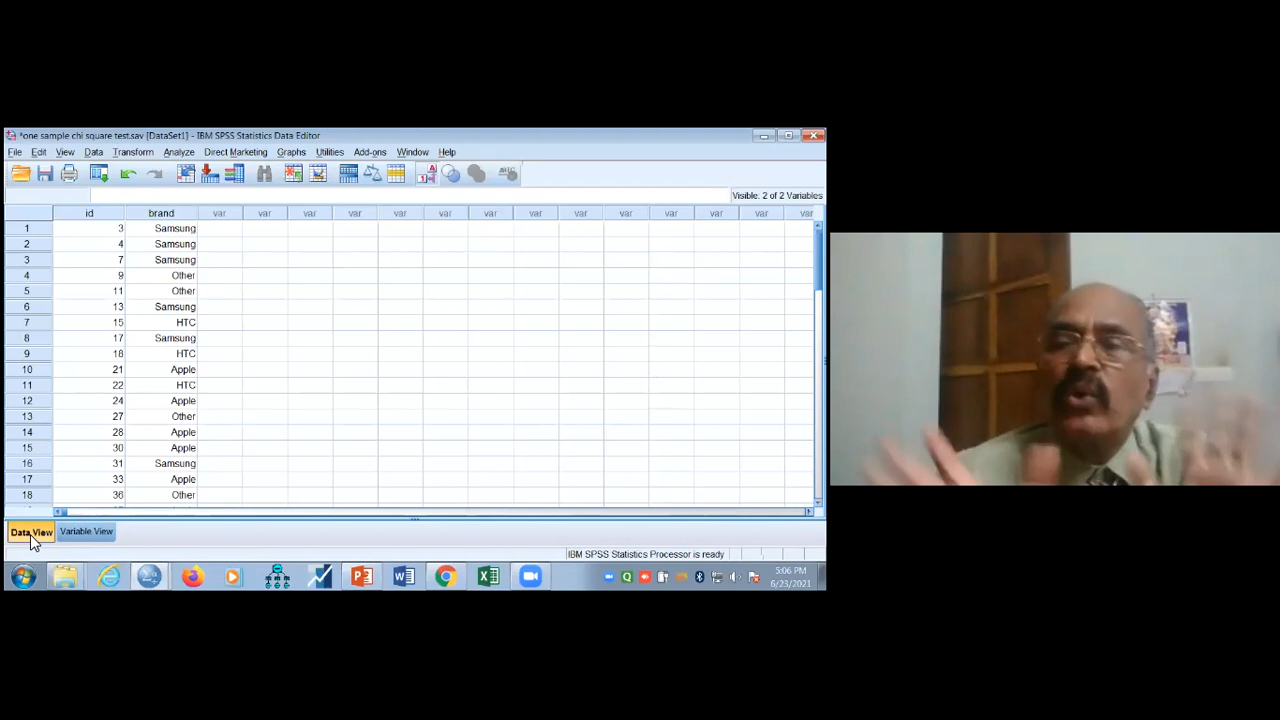 *one sample chi square test.sav [DataSet1] - IBM SPSS Statistics Data Editor
File Edit View Data Transform Analyze Direct Marketing Graphs Utilities Add-ons Window Help
Visible: 2 of 2 Variables
id brand var var var var var var var var var var var var var var
1 3 Samsung
2 4 Samsung
3 7 Samsung
4 9 Other
5 11 Other
6 13 Samsung
7 15 HTC
8 17 Samsung
9 18 HTC
10 21 Apple
11 22 HTC
12 24 Apple
13 27 Other
14 28 Apple
15 30 Apple
16 31 Samsung
17 33 Apple
18 36 Other
Data View Variable View
IBM SPSS Statistics Processor is ready
5:06 PM
6/23/2021